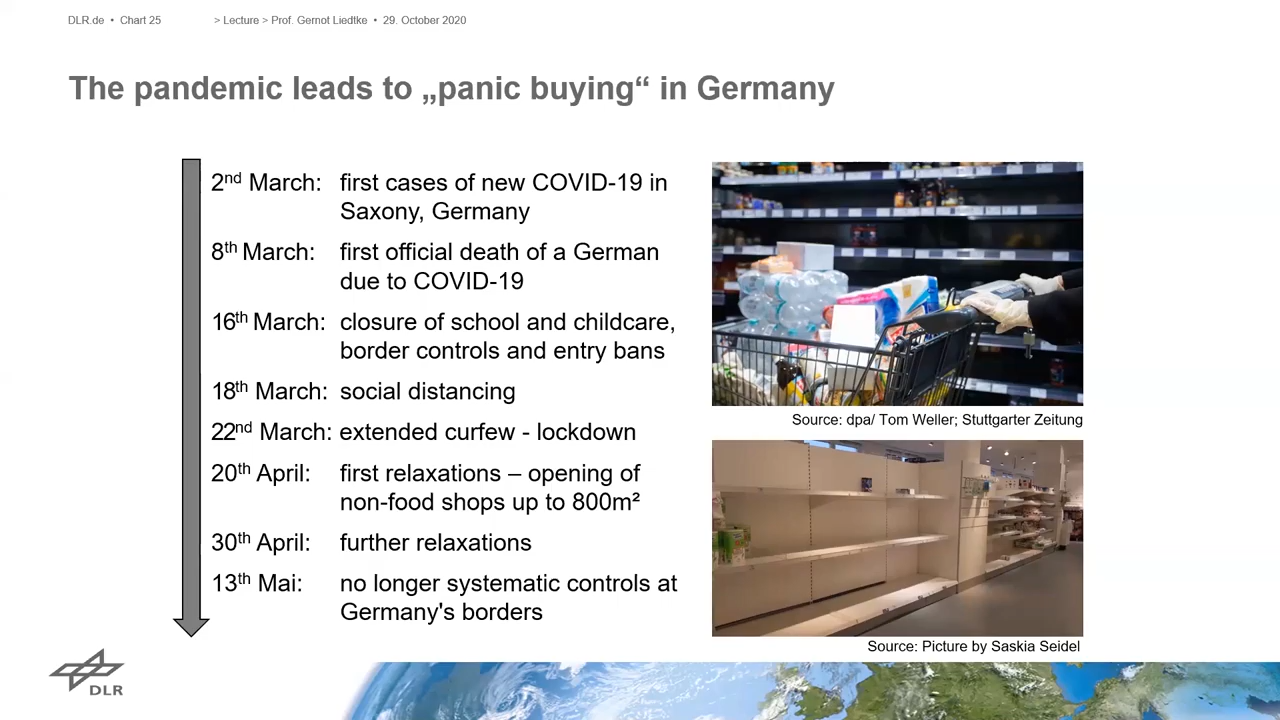 DLR.de • Chart 25 > Lecture > Prof. Gernot Liedtke • 29. October 2020
The pandemic leads to „panic buying“ in Germany
2nd March: first cases of new COVID-19 in
Saxony, Germany
8th March: first official death of a German
due to COVID-19
16th March: closure of school and childcare,
border controls and entry bans
18th March: social distancing
22nd March: extended curfew - lockdown
20th April: first relaxations – opening of
non-food shops up to 800m²
30th April: further relaxations
13th Mai: no longer systematic controls at
Germany's borders
Source: dpa/ Tom Weller; Stuttgarter Zeitung
Source: Picture by Saskia Seidel
DLR